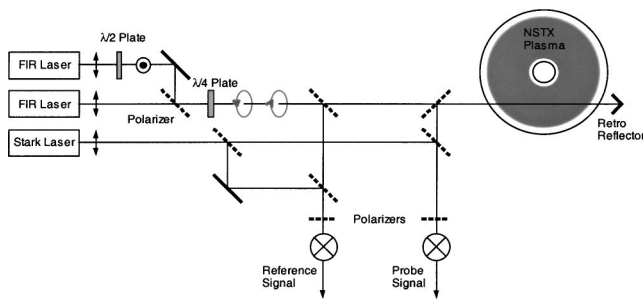 λ/2 Plate
NSTX
Plasma
FIR Laser
λ/4 Plate
FIR Laser
Polarizer
Retro
Reflector
Stark Laser
Polarizers
Reference
Signal
Probe
Signal